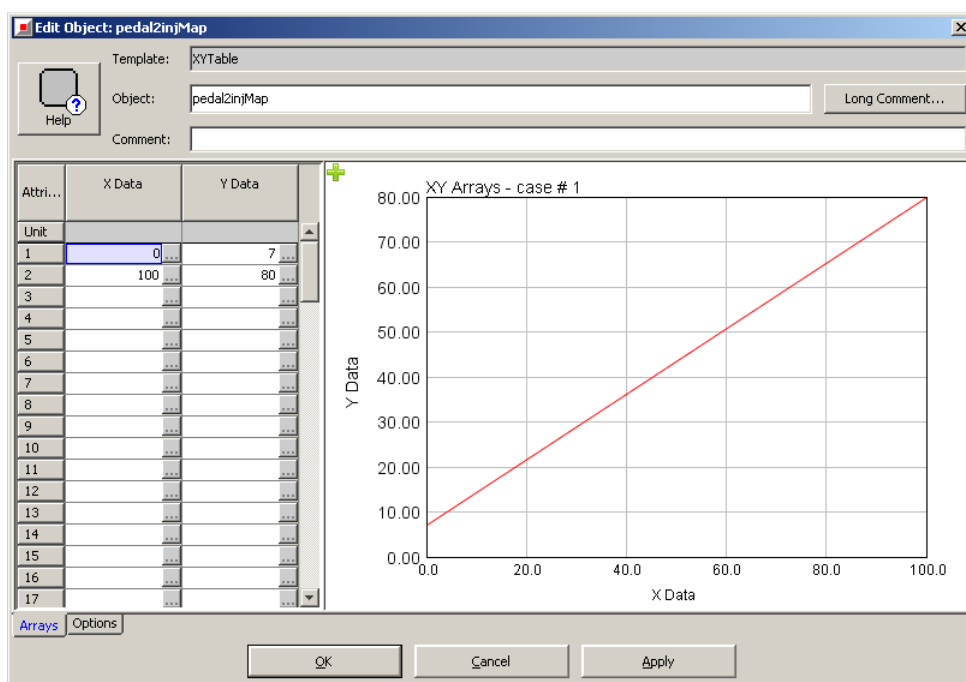 Edit Object: pedal2injMap
Template: XYTable
Help
Object: pedal2injMap Long Comment...
Comment:
Attri... X Data Y Data
Unit
1 0 ... 7 ...
2 100 ... 80 ...
3 ... ...
4 ... ...
5 ... ...
6 ... ...
7 ... ...
8 ... ...
9 ... ...
10 ... ...
11 ... ...
12 ... ...
13 ... ...
14 ... ...
15 ... ...
16 ... ...
17 ... ...
XY Arrays - case # 1
80.00
70.00
60.00
50.00
40.00
30.00
20.00
10.00
0.00
Y Data
0.0 20.0 40.0 60.0 80.0 100.0
X Data
Arrays Options
OK Cancel Apply